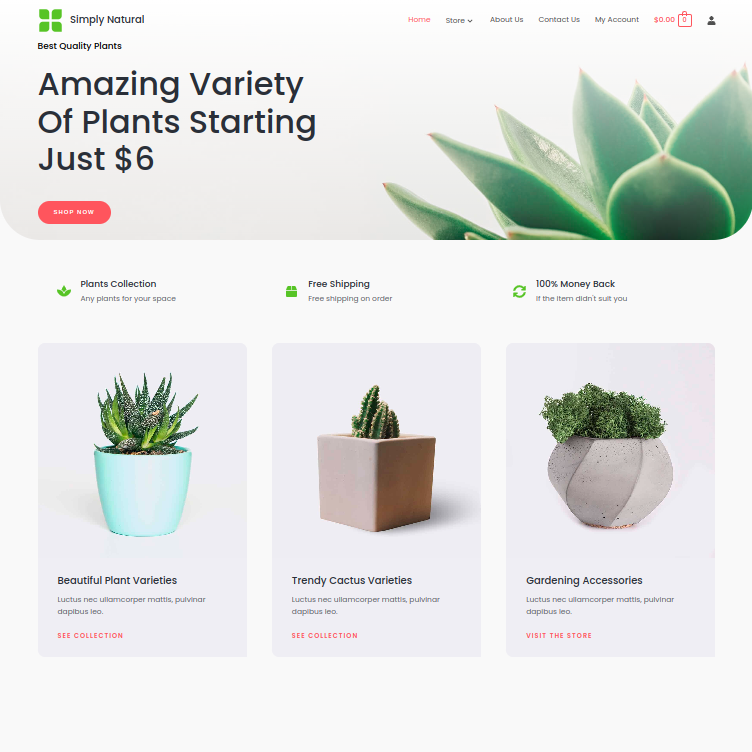 Simply Natural
Home
Store
About Us
Contact Us
My Account
$0.00
0
Best Quality Plants
Amazing Variety
Of Plants Starting
Just $6
SHOP NOW
Plants Collection
Any plants for your space
Free Shipping
Free shipping on order
100% Money Back
If the item didn't suit you
Beautiful Plant Varieties
Luctus nec ullamcorper mattis, pulvinar
dapibus leo.
SEE COLLECTION
Trendy Cactus Varieties
Luctus nec ullamcorper mattis, pulvinar
dapibus leo.
SEE COLLECTION
Gardening Accessories
Luctus nec ullamcorper mattis, pulvinar
dapibus leo.
VISIT THE STORE